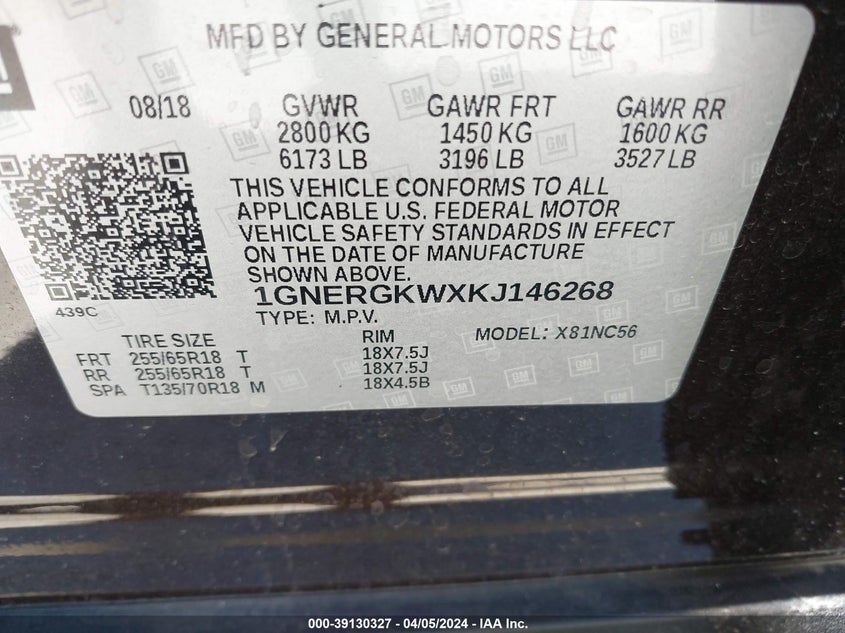 MFD BY GENERAL MOTORS LLC
08/18 GVWR GAWR FRT GAWR RR
2800 KG 1450 KG 1600 KG
6173 LB 3196 LB 3527 LB
THIS VEHICLE CONFORMS TO ALL
APPLICABLE U.S. FEDERAL MOTOR
VEHICLE SAFETY STANDARDS IN EFFECT
ON THE DATE OF MANUFACTURE
SHOWN ABOVE.
1GNERGKWXKJ146268
439C TYPE: M.P.V.
TIRE SIZE RIM MODEL: X81NC56
FRT 255/65R18 T 18X7.5J
RR 255/65R18 T 18X7.5J
SPA T135/70R18 M 18X4.5B
000-39130327 - 04/05/2024 - IAA Inc.